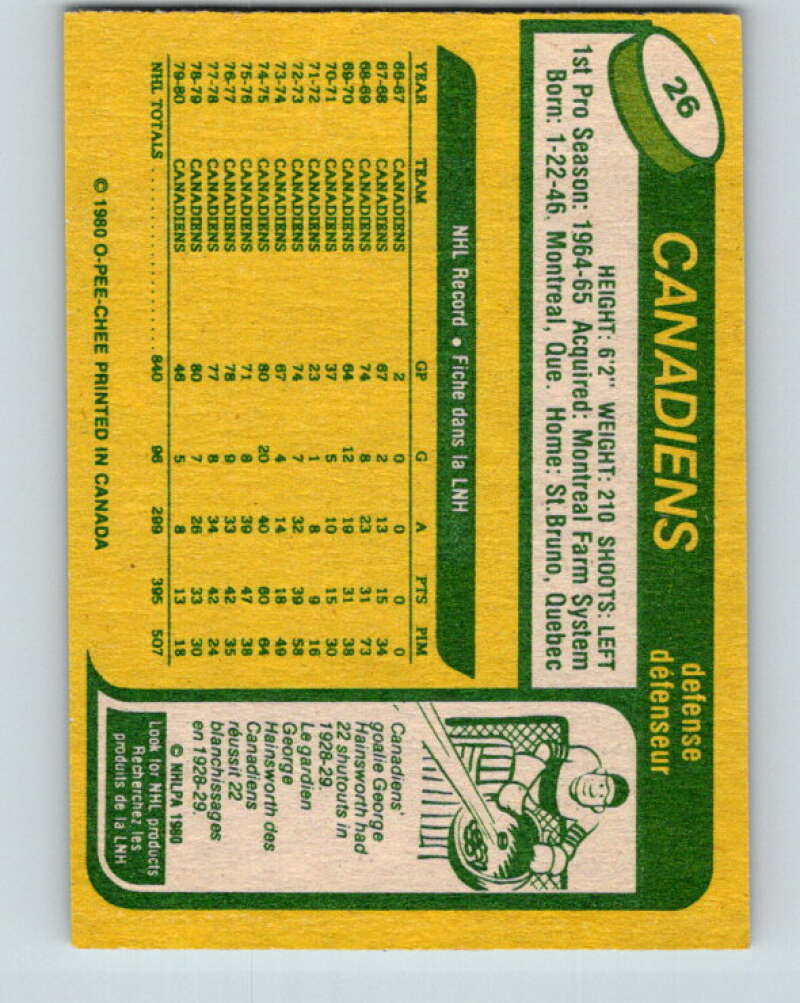 26
CANADIENS
defense
défenseur
HEIGHT: 6'2" WEIGHT: 210 SHOOTS: LEFT
1st Pro Season: 1964-65 Acquired: Montreal Farm System
Born: 1-22-46. Montreal, Que. Home: St.Bruno, Quebec
NHL Record • Fiche dans la LNH
YEAR TEAM GP G A PTS PIM
66-67 CANADIENS 2 0 0 0 0
67-68 CANADIENS 67 2 13 15 34
68-69 CANADIENS 74 8 23 31 73
69-70 CANADIENS 64 12 19 31 38
70-71 CANADIENS 37 5 10 15 30
71-72 CANADIENS 23 1 8 9 16
72-73 CANADIENS 74 7 32 39 58
73-74 CANADIENS 67 4 14 18 49
74-75 CANADIENS 80 20 40 60 64
75-76 CANADIENS 71 8 39 47 38
76-77 CANADIENS 78 9 33 42 35
77-78 CANADIENS 77 8 34 42 24
78-79 CANADIENS 80 7 26 33 30
79-80 CANADIENS 46 5 8 13 18
NHL TOTALS .................... 840 96 299 395 507
© 1980 O-PEE-CHEE PRINTED IN CANADA
Canadiens'
goalie George
Hainsworth had
22 shutouts in
1928-29.
Le gardien
George
Hainsworth des
Canadiens
réussit 22
blanchissages
en 1928-29.
© NHLPA 1980
Look for NHL products
Recherchez les
produits de la LNH